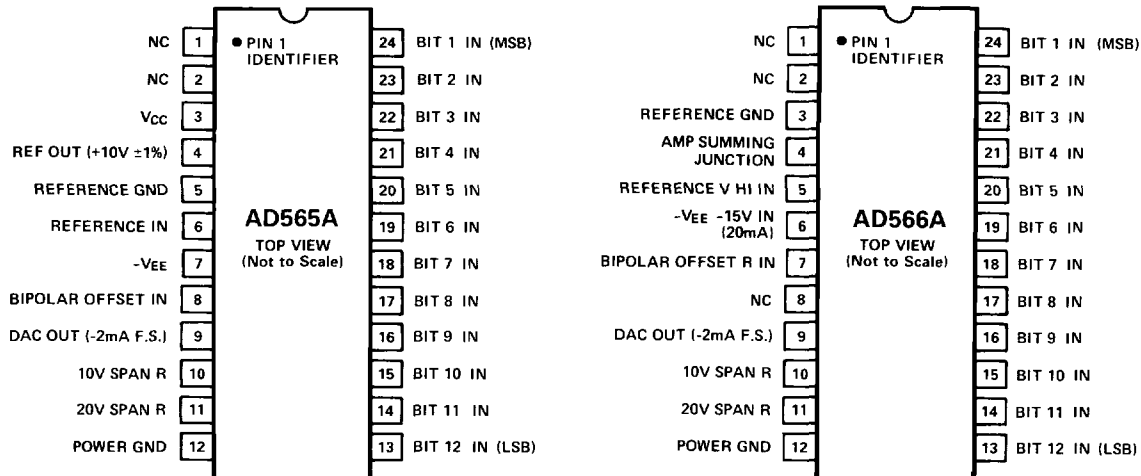 NC 1
NC 2
VCC 3
REF OUT (+10V ±1%) 4
REFERENCE GND 5
REFERENCE IN 6
-VEE 7
BIPOLAR OFFSET IN 8
DAC OUT (-2mA F.S.) 9
10V SPAN R 10
20V SPAN R 11
POWER GND 12
PIN 1
IDENTIFIER
AD565A
TOP VIEW
(Not to Scale)
24 BIT 1 IN (MSB)
23 BIT 2 IN
22 BIT 3 IN
21 BIT 4 IN
20 BIT 5 IN
19 BIT 6 IN
18 BIT 7 IN
17 BIT 8 IN
16 BIT 9 IN
15 BIT 10 IN
14 BIT 11 IN
13 BIT 12 IN (LSB)
NC 1
NC 2
REFERENCE GND 3
AMP SUMMING
JUNCTION 4
REFERENCE V HI IN 5
-VEE -15V IN
(20mA) 6
BIPOLAR OFFSET R IN 7
NC 8
DAC OUT (-2mA F.S.) 9
10V SPAN R 10
20V SPAN R 11
POWER GND 12
PIN 1
IDENTIFIER
AD566A
TOP VIEW
(Not to Scale)
24 BIT 1 IN (MSB)
23 BIT 2 IN
22 BIT 3 IN
21 BIT 4 IN
20 BIT 5 IN
19 BIT 6 IN
18 BIT 7 IN
17 BIT 8 IN
16 BIT 9 IN
15 BIT 10 IN
14 BIT 11 IN
13 BIT 12 IN (LSB)